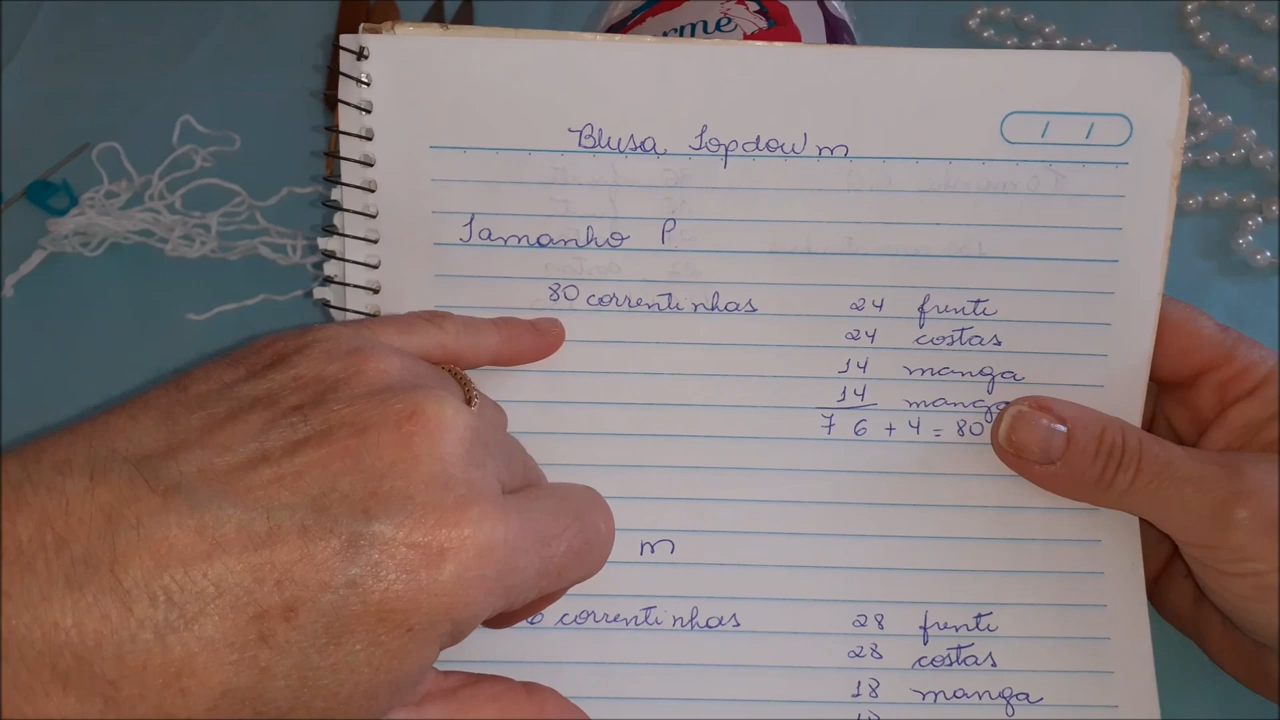 Blusa Topdowm
Tamanho P.
80 correntinhas 24 frente
24 costas
14 manga
14 manga
76 + 4 = 80
m
correntinhas 28 frente
28 costas
18 manga